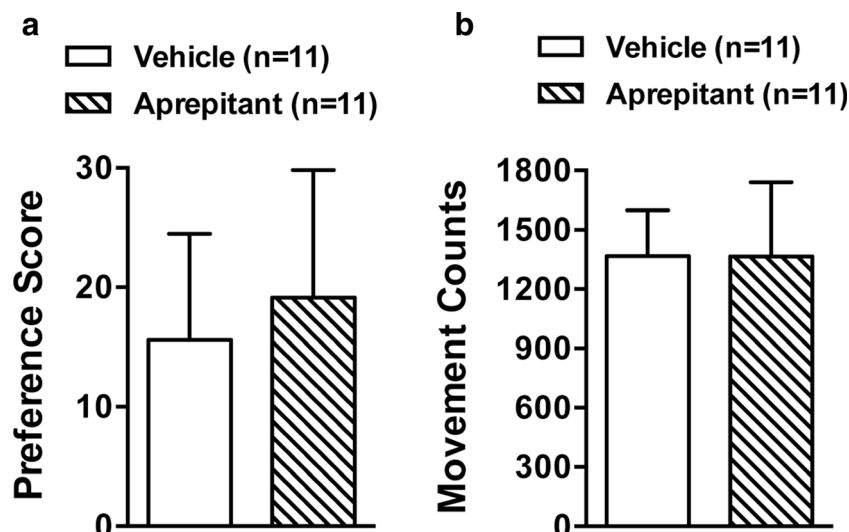 a
Vehicle (n=11)
Aprepitant (n=11)
Preference Score
30
20
10
0
b
Vehicle (n=11)
Aprepitant (n=11)
Movement Counts
1800
1500
1200
900
600
300
0